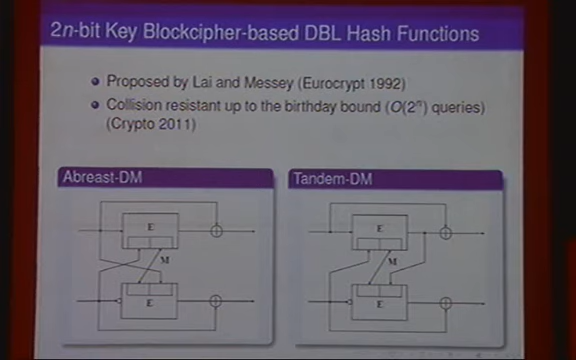 2n-bit Key Blockcipher-based DBL Hash Functions
Proposed by Lai and Messey (Eurocrypt 1992)
Collision resistant up to the birthday bound (O(2ⁿ) queries)
(Crypto 2011)
Abreast-DM
E
M
E
Tandem-DM
E
M
E